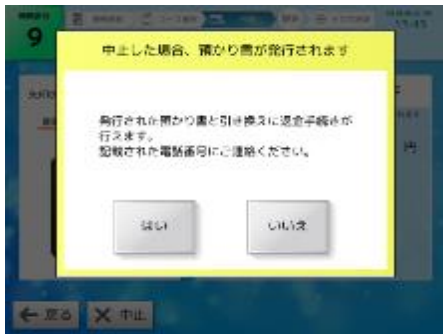 9
中止した場合、預かり書が発行されます
発行された預かり書と引き換えに返金手続きが
行えます。
記載された電話番号にご連絡ください。
はい
いいえ
円
戻る
中止